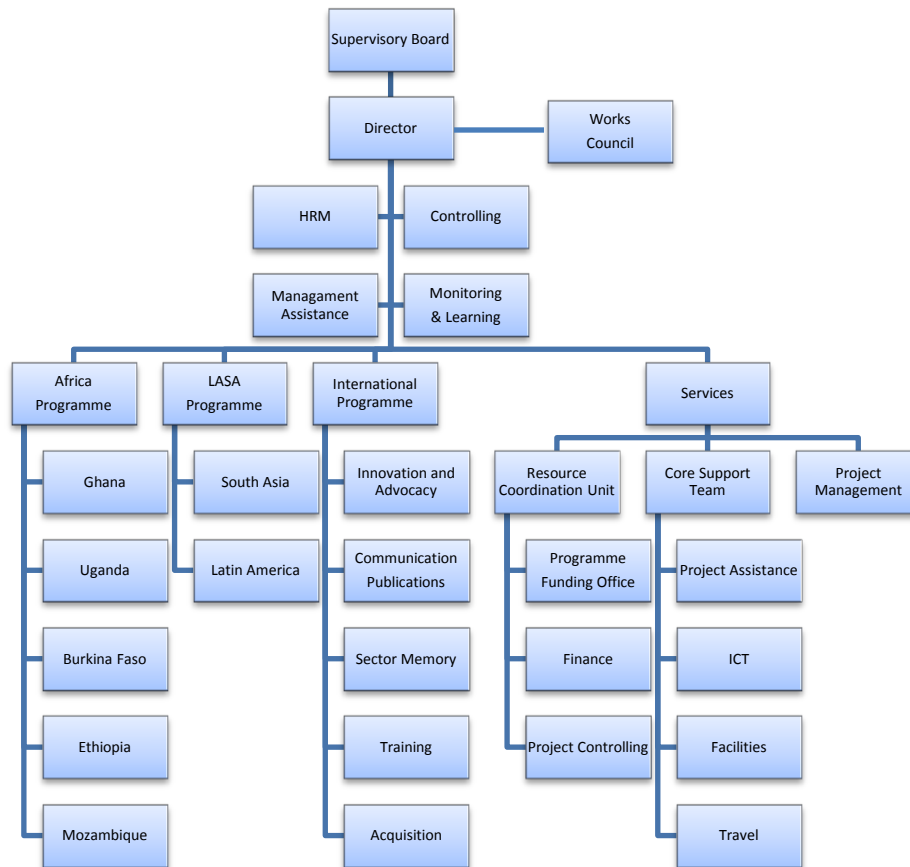 Supervisory Board
Director
Works
Council
HRM
Controlling
Managament
Assistance
Monitoring
& Learning
Africa
Programme
LASA
Programme
International
Programme
Services
Ghana
South Asia
Innovation and
Advocacy
Resource
Coordination Unit
Core Support
Team
Project
Management
Uganda
Latin America
Communication
Publications
Programme
Funding Office
Project Assistance
Burkina Faso
Sector Memory
Finance
ICT
Ethiopia
Training
Project Controlling
Facilities
Mozambique
Acquisition
Travel